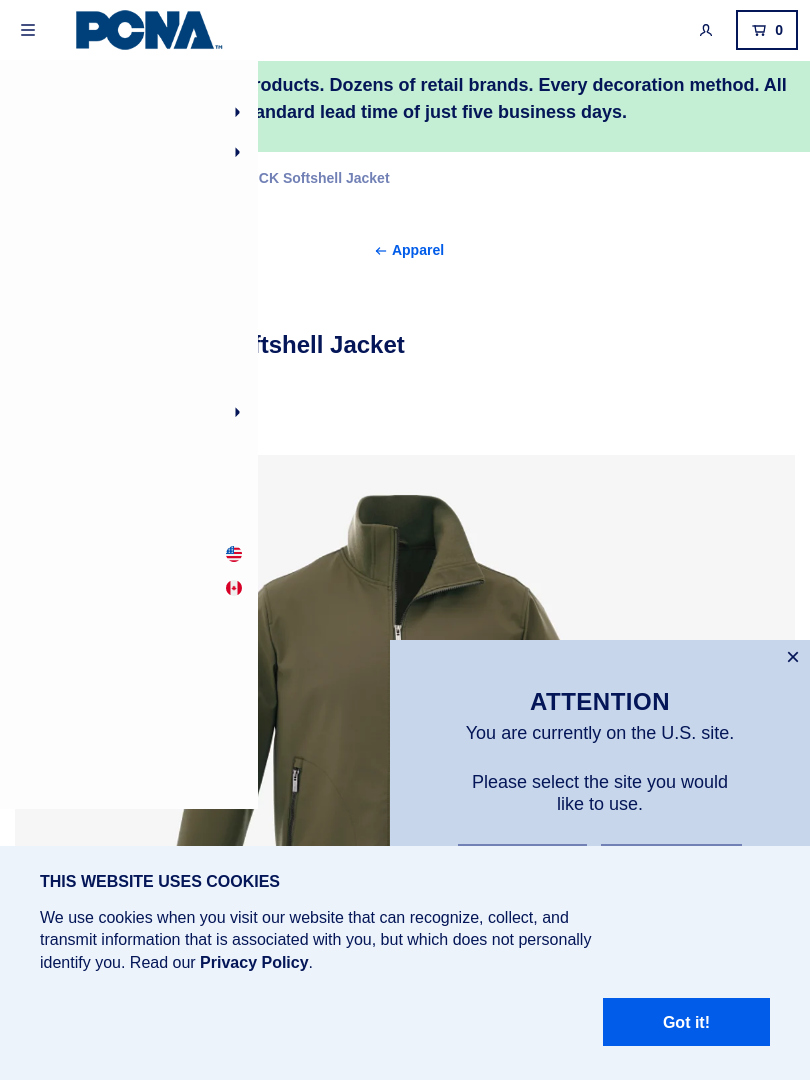 PCNA™
0
roducts. Dozens of retail brands. Every decoration method. All
andard lead time of just five business days.
CK Softshell Jacket
Apparel
ftshell Jacket
×
ATTENTION
You are currently on the U.S. site.
Please select the site you would
like to use.
THIS WEBSITE USES COOKIES
We use cookies when you visit our website that can recognize, collect, and
transmit information that is associated with you, but which does not personally
identify you. Read our Privacy Policy.
Got it!